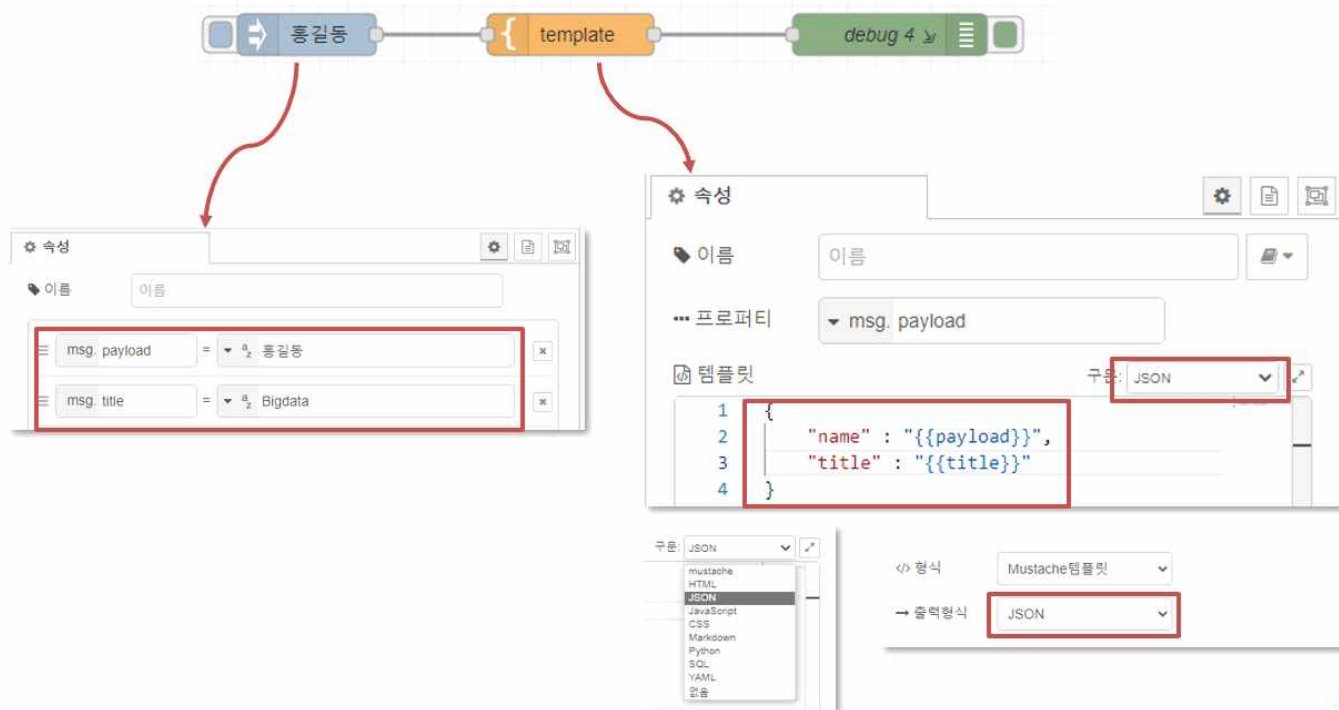 홍길동
template
debug 4
속성
이름
이름
msg. payload = 홍길동
msg. title = Bigdata
속성
이름
이름
프로퍼티
msg. payload
템플릿
구문: JSON
1 {
2 "name" : "{{payload}}",
3 "title" : "{{title}}"
4 }
구문: JSON
mustache
HTML
JSON
JavaScript
CSS
Markdown
Python
SQL
YAML
없음
</> 형식 Mustache템플릿
출력형식 JSON